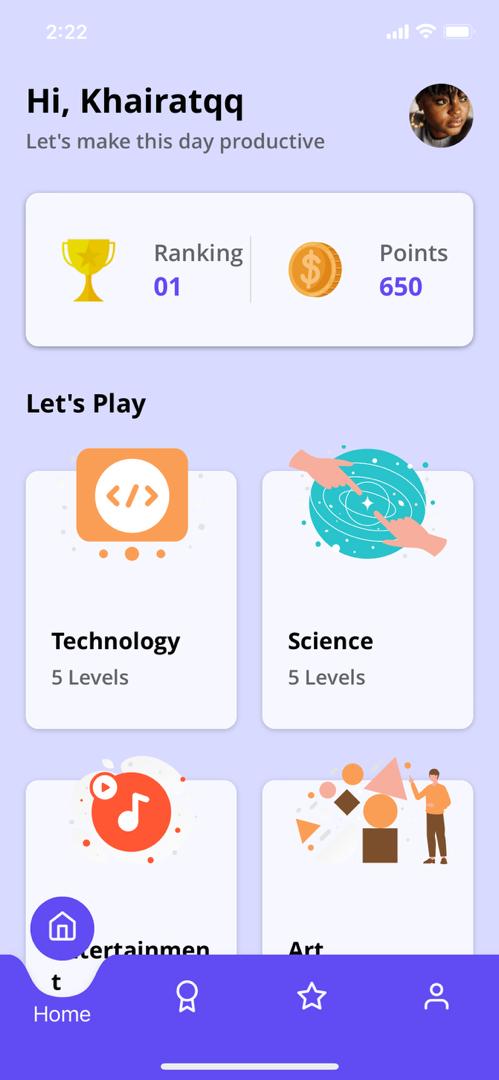 2:22
Hi, Khairatqq
Let's make this day productive
Ranking
01
Points
650
Let's Play
Technology
5 Levels
Science
5 Levels
tertainmen
t
Art
Home